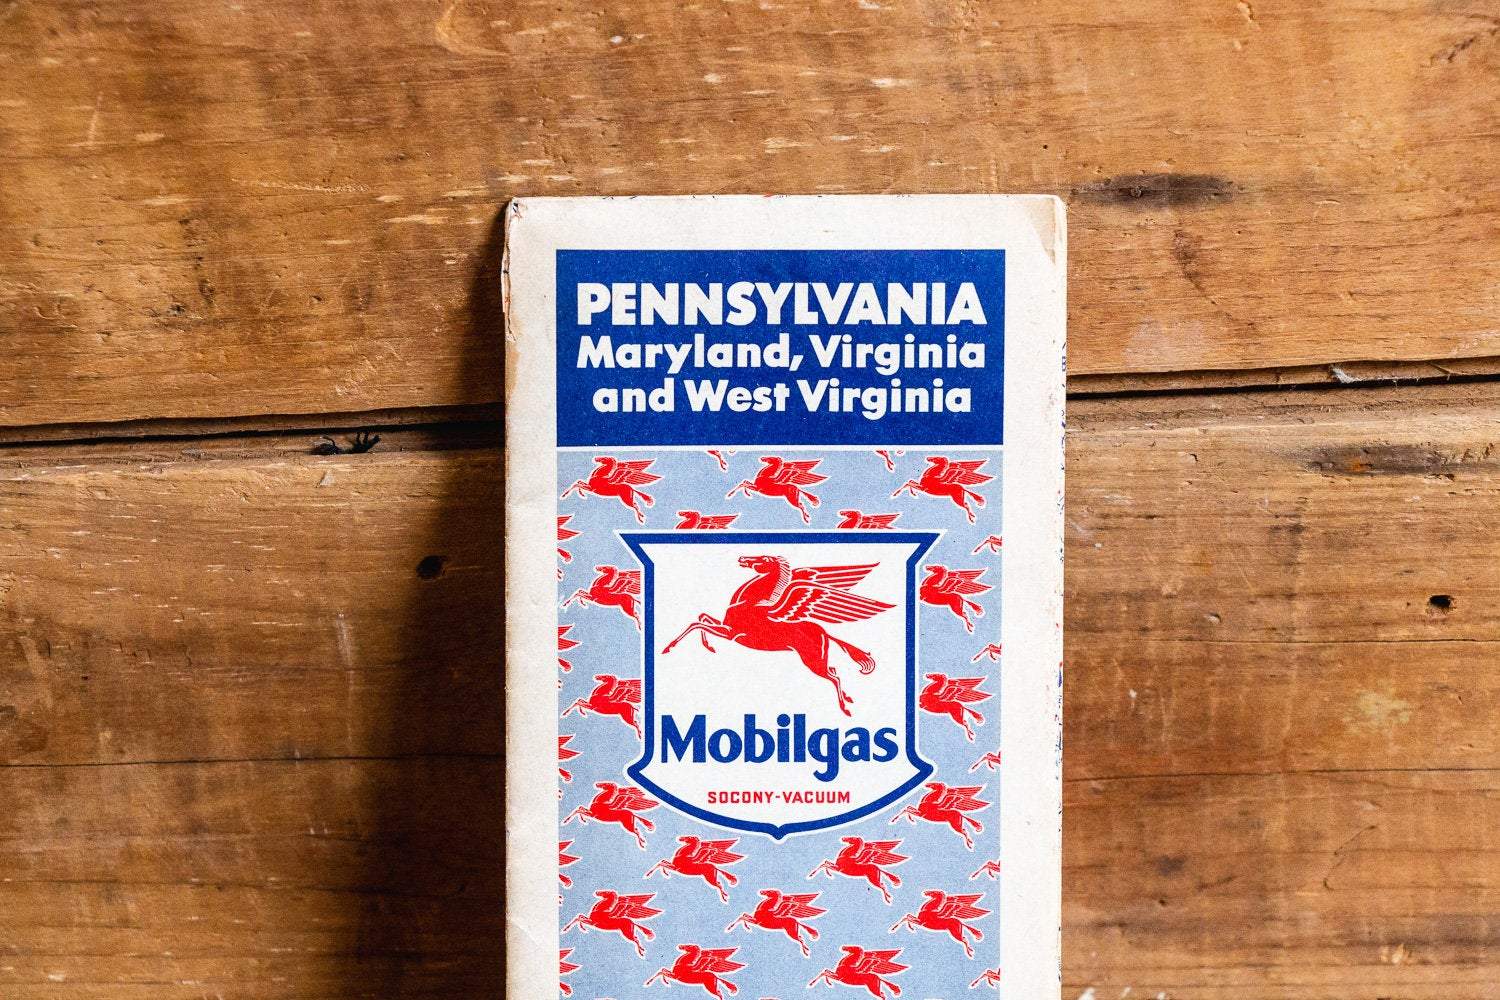 PENNSYLVANIA
Maryland, Virginia
and West Virginia
Mobilgas
SOCONY-VACUUM